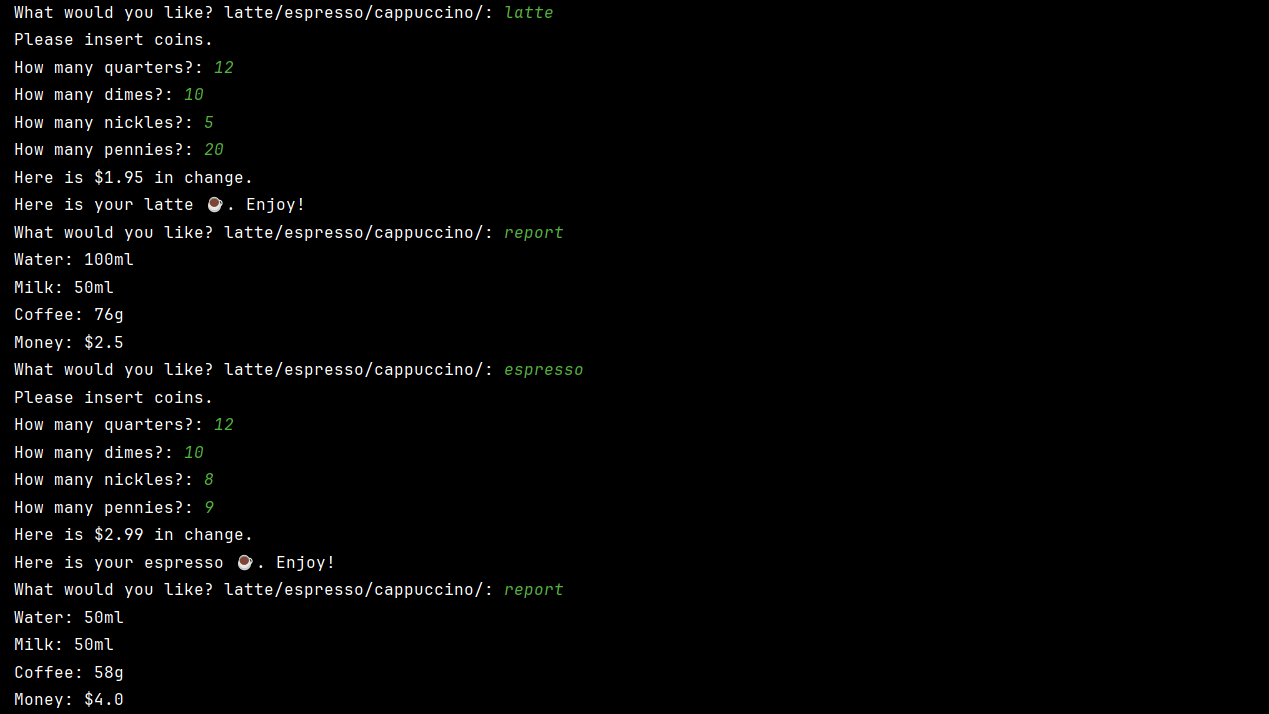 What would you like? latte/espresso/cappuccino/: latte
Please insert coins.
How many quarters?: 12
How many dimes?: 10
How many nickles?: 5
How many pennies?: 20
Here is $1.95 in change.
Here is your latte ☕. Enjoy!
What would you like? latte/espresso/cappuccino/: report
Water: 100ml
Milk: 50ml
Coffee: 76g
Money: $2.5
What would you like? latte/espresso/cappuccino/: espresso
Please insert coins.
How many quarters?: 12
How many dimes?: 10
How many nickles?: 8
How many pennies?: 9
Here is $2.99 in change.
Here is your espresso ☕. Enjoy!
What would you like? latte/espresso/cappuccino/: report
Water: 50ml
Milk: 50ml
Coffee: 58g
Money: $4.0